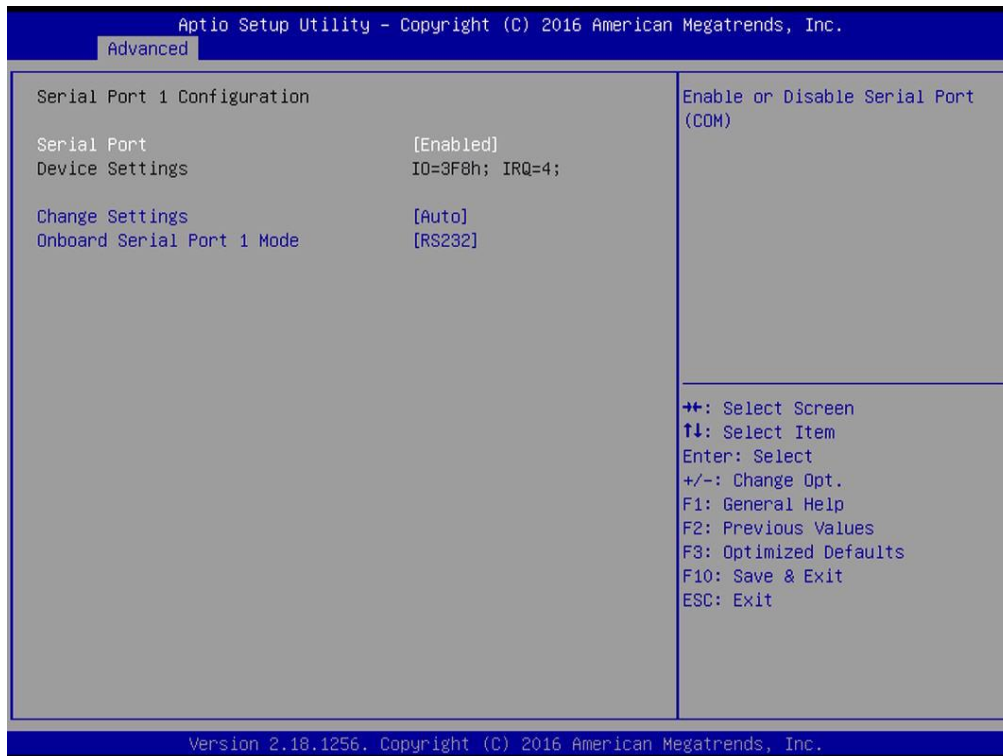 Aptio Setup Utility – Copyright (C) 2016 American Megatrends, Inc.
Advanced
Serial Port 1 Configuration
Serial Port [Enabled]
Device Settings IO=3F8h; IRQ=4;
Change Settings [Auto]
Onboard Serial Port 1 Mode [RS232]
Enable or Disable Serial Port
(COM)
→←: Select Screen
↑↓: Select Item
Enter: Select
+/-: Change Opt.
F1: General Help
F2: Previous Values
F3: Optimized Defaults
F10: Save & Exit
ESC: Exit
Version 2.18.1256. Copyright (C) 2016 American Megatrends, Inc.